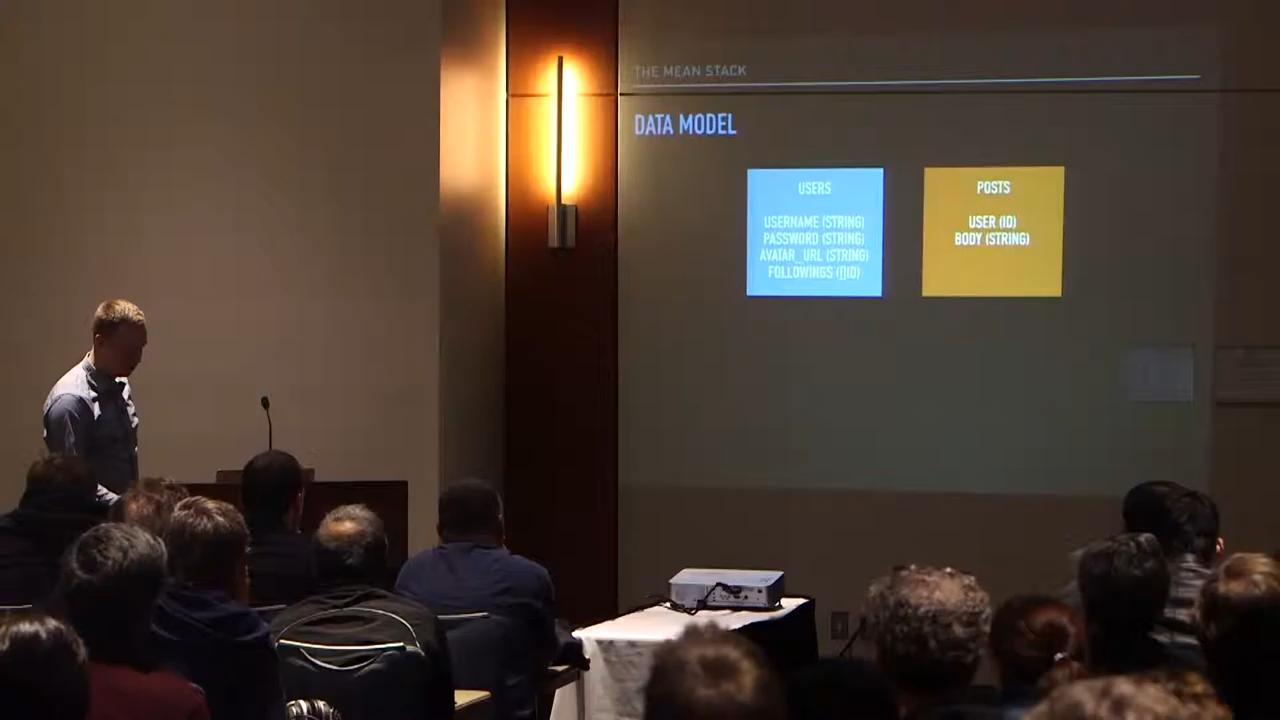 THE MEAN STACK
DATA MODEL
USERS
USERNAME (STRING)
PASSWORD (STRING)
AVATAR_URL (STRING)
FOLLOWINGS ([]ID)
POSTS
USER (ID)
BODY (STRING)